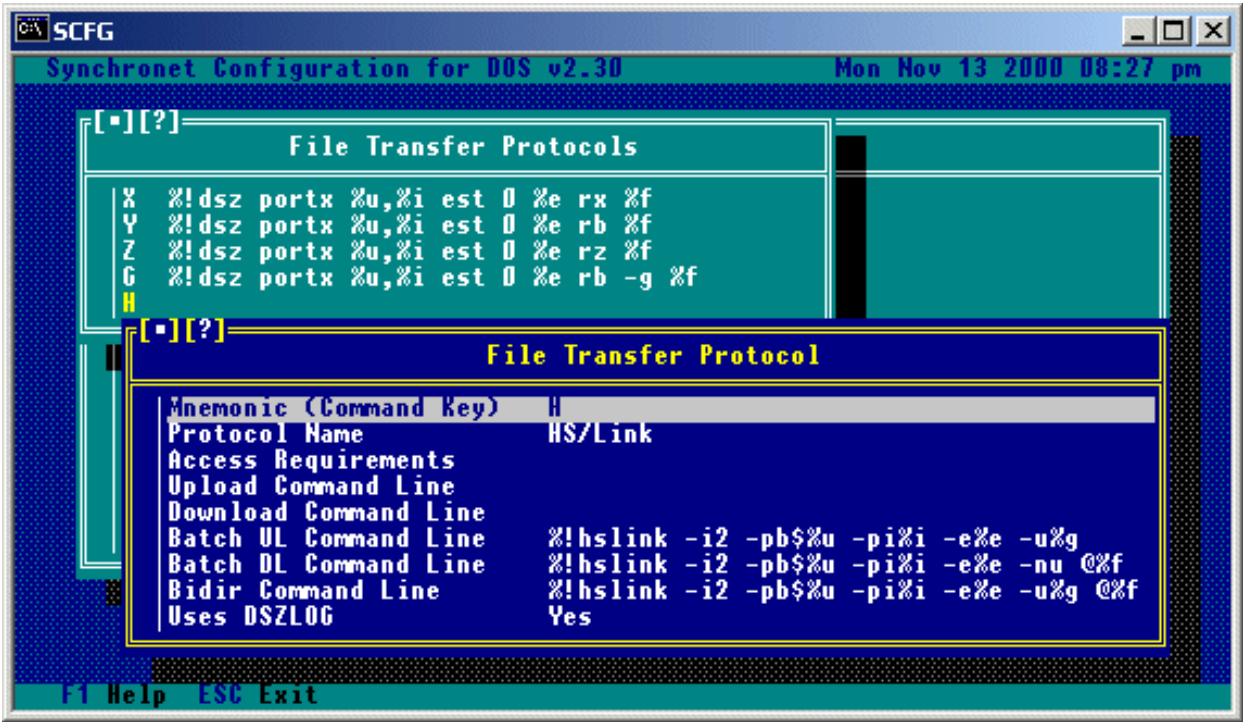 SCFG
Synchronet Configuration for DOS v2.30 Mon Nov 13 2000 08:27 pm
[▪][?]
File Transfer Protocols
X %!dsz portx %u,%i est 0 %e rx %f
Y %!dsz portx %u,%i est 0 %e rb %f
Z %!dsz portx %u,%i est 0 %e rz %f
G %!dsz portx %u,%i est 0 %e rb -g %f
H
[▪][?]
File Transfer Protocol
Mnemonic (Command Key) H
Protocol Name HS/Link
Access Requirements
Upload Command Line
Download Command Line
Batch UL Command Line %!hslink -i2 -pb$%u -pi%i -e%e -u%g
Batch DL Command Line %!hslink -i2 -pb$%u -pi%i -e%e -nu @%f
Bidir Command Line %!hslink -i2 -pb$%u -pi%i -e%e -u%g @%f
Uses DSZLOG Yes
F1 Help ESC Exit